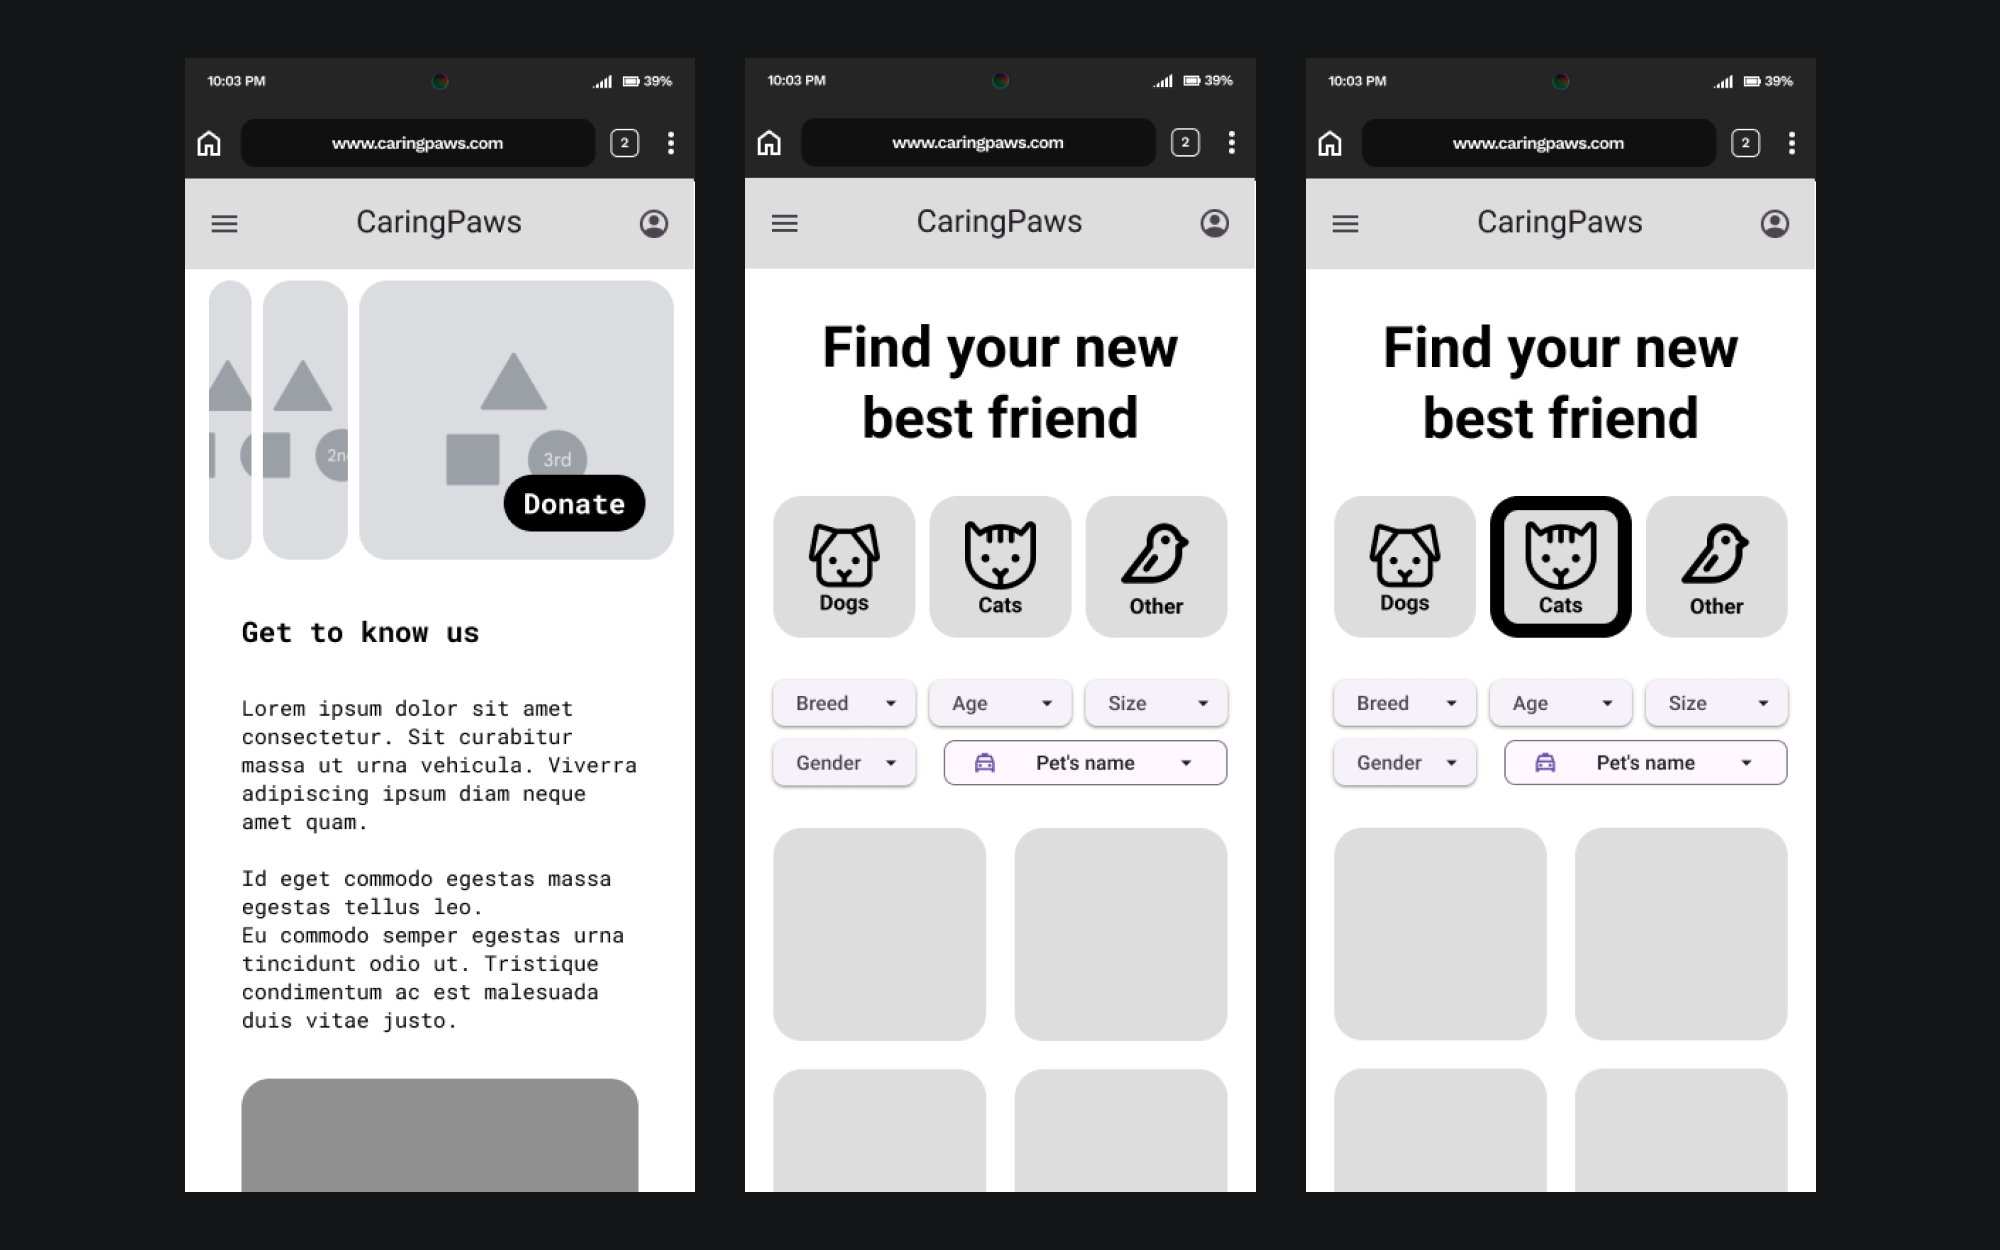 10:03 PM
39%
www.caringpaws.com
2
CaringPaws
3rd
Donate
Get to know us
Lorem ipsum dolor sit amet
consectetur. Sit curabitur
massa ut urna vehicula. Viverra
adipiscing ipsum diam neque
amet quam.
Id eget commodo egestas massa
egestas tellus leo.
Eu commodo semper egestas urna
tincidunt odio ut. Tristique
condimentum ac est malesuada
duis vitae justo.
10:03 PM
39%
www.caringpaws.com
2
CaringPaws
Find your new
best friend
Dogs
Cats
Other
Breed
Age
Size
Gender
Pet's name
10:03 PM
39%
www.caringpaws.com
2
CaringPaws
Find your new
best friend
Dogs
Cats
Other
Breed
Age
Size
Gender
Pet's name